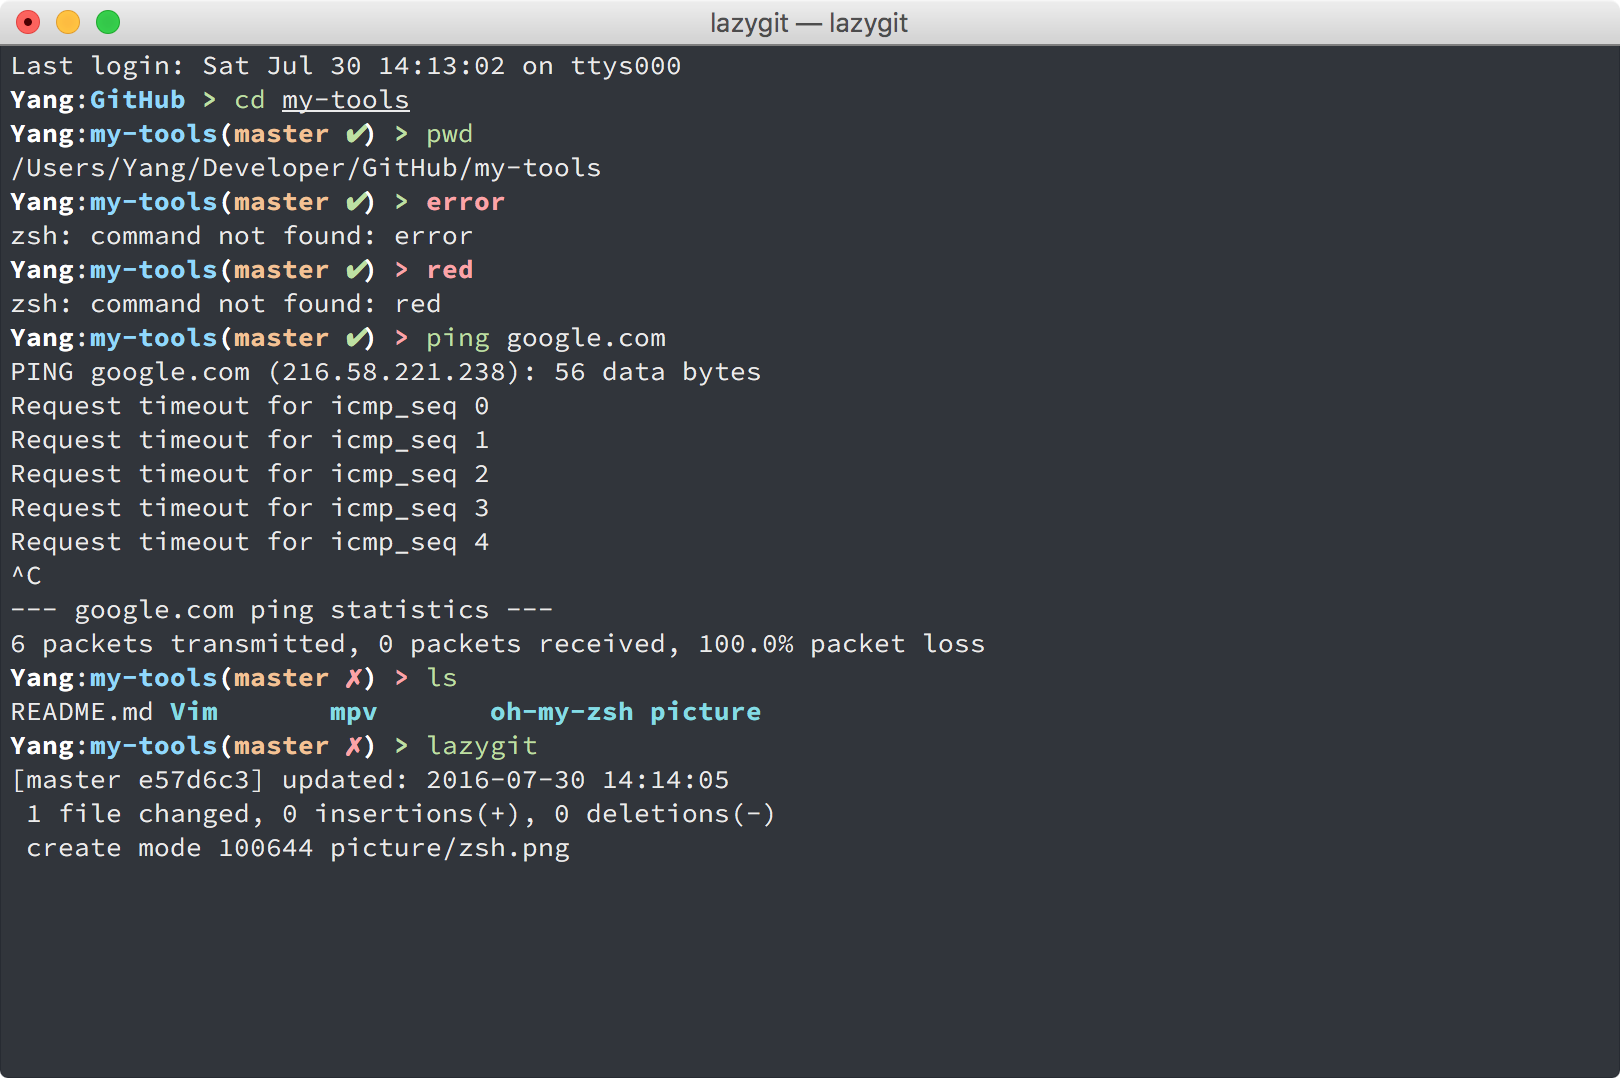 lazygit — lazygit
Last login: Sat Jul 30 14:13:02 on ttys000
Yang:GitHub > cd my-tools
Yang:my-tools(master ✔) > pwd
/Users/Yang/Developer/GitHub/my-tools
Yang:my-tools(master ✔) > error
zsh: command not found: error
Yang:my-tools(master ✔) > red
zsh: command not found: red
Yang:my-tools(master ✔) > ping google.com
PING google.com (216.58.221.238): 56 data bytes
Request timeout for icmp_seq 0
Request timeout for icmp_seq 1
Request timeout for icmp_seq 2
Request timeout for icmp_seq 3
Request timeout for icmp_seq 4
^C
--- google.com ping statistics ---
6 packets transmitted, 0 packets received, 100.0% packet loss
Yang:my-tools(master ✗) > ls
README.md Vim       mpv       oh-my-zsh picture
Yang:my-tools(master ✗) > lazygit
[master e57d6c3] updated: 2016-07-30 14:14:05
 1 file changed, 0 insertions(+), 0 deletions(-)
 create mode 100644 picture/zsh.png